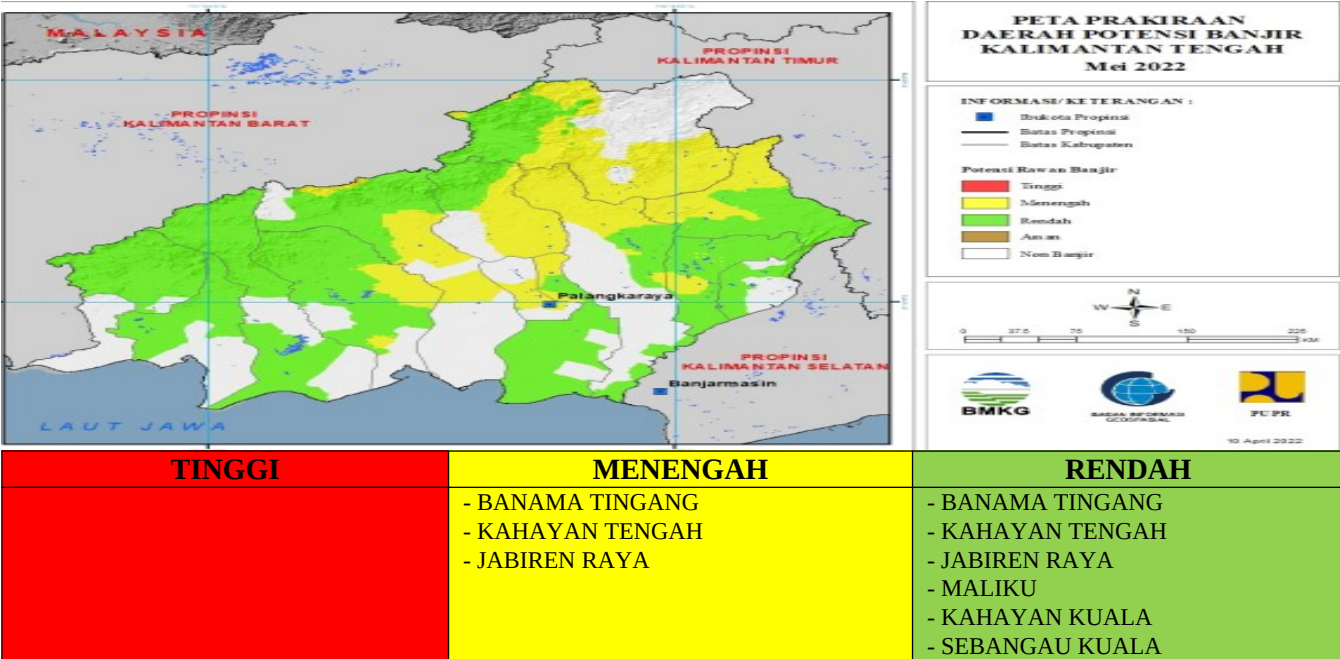 MALAYSIA
PROPINSI
KALIMANTAN TIMUR
PROPINSI
KALIMANTAN BARAT
Palangkaraya
PROPINSI
KALIMANTAN SELATAN
Banjarmasin
LAUT JAWA
PETA PRAKIRAAN
DAERAH POTENSI BANJIR
KALIMANTAN TENGAH
Mei 2022
INFORMASI/KETERANGAN :
Ibukota Propinsi
Batas Propinsi
Batas Kabupaten
Potensi Rawan Banjir
Tinggi
Menengah
Rendah
Aman
Non Banjir
N
W E
S
0 37.5 75 150 225
KM
BMKG
BADAN INFORMASI
GEOSPASIAL
PUPR
10 April 2022
TINGGI
MENENGAH
RENDAH
- BANAMA TINGANG
- KAHAYAN TENGAH
- JABIREN RAYA
- BANAMA TINGANG
- KAHAYAN TENGAH
- JABIREN RAYA
- MALIKU
- KAHAYAN KUALA
- SEBANGAU KUALA